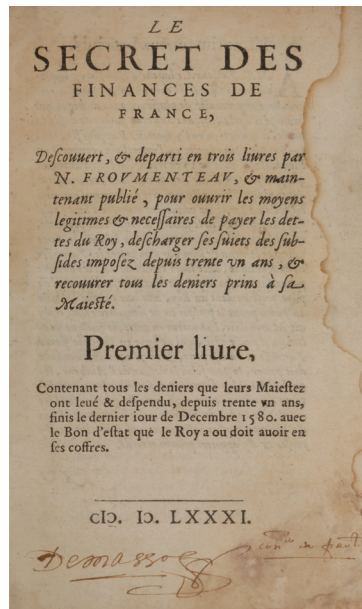 LE
SECRET DES
FINANCES DE
FRANCE,
Deſcouuert, & departi en trois liures par
N. FROVMENTEAV, & main-
tenant publié, pour ouurir les moyens
legitimes & neceſſaires de payer les det-
tes du Roy, deſcharger ſes ſuiets des ſub-
ſides impoſez depuis trente vn ans, &
recouurer tous les deniers prins à ſa
Maieſté.
Premier liure,
Contenant tous les deniers que leurs Maieſtez
ont leué & deſpendu, depuis trente vn ans,
finis le dernier iour de Decembre 1580. auec
le Bon d'eſtat que le Roy a ou doit auoir en
ſes coffres.
cIↃ. IↃ. LXXXI.